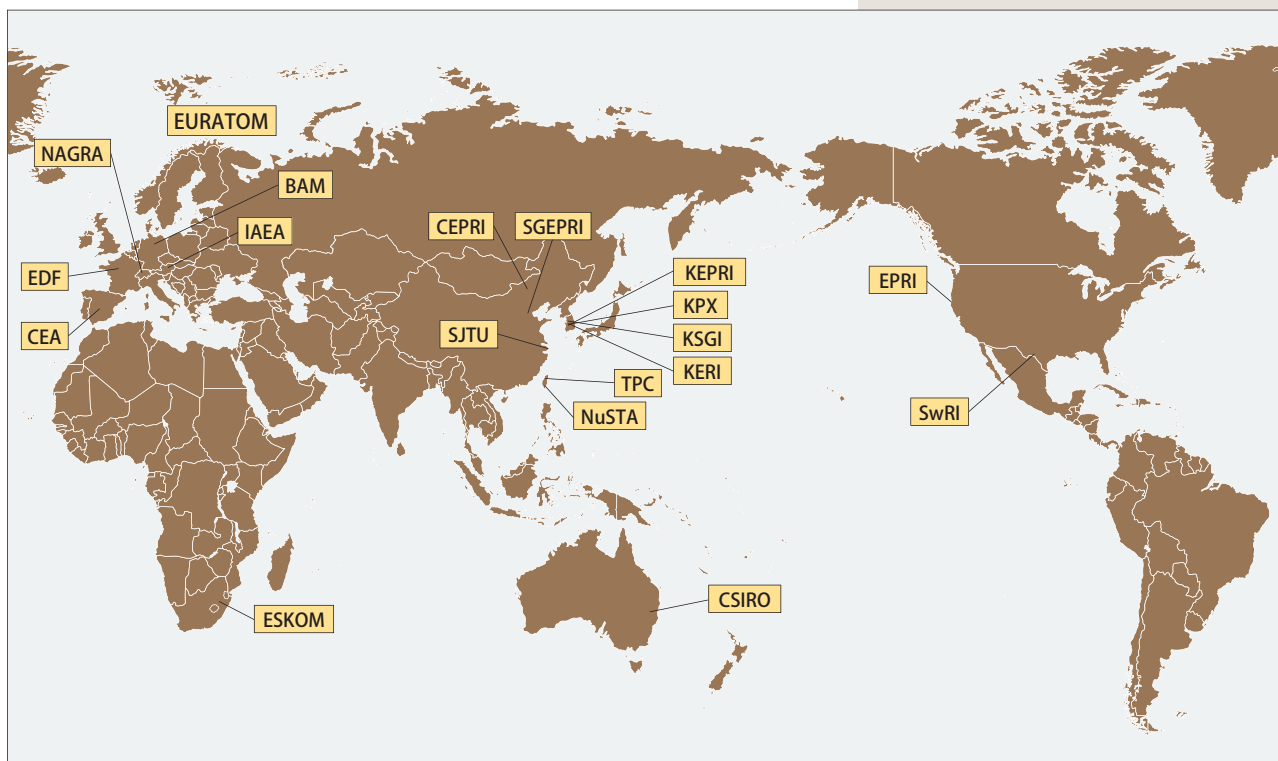 EURATOM
NAGRA
BAM
IAEA
CEPRI
SGEPRI
EDF
KEPRI
EPRI
KPX
CEA
SJTU
KSGI
KERI
TPC
NuSTA
SwRI
CSIRO
ESKOM